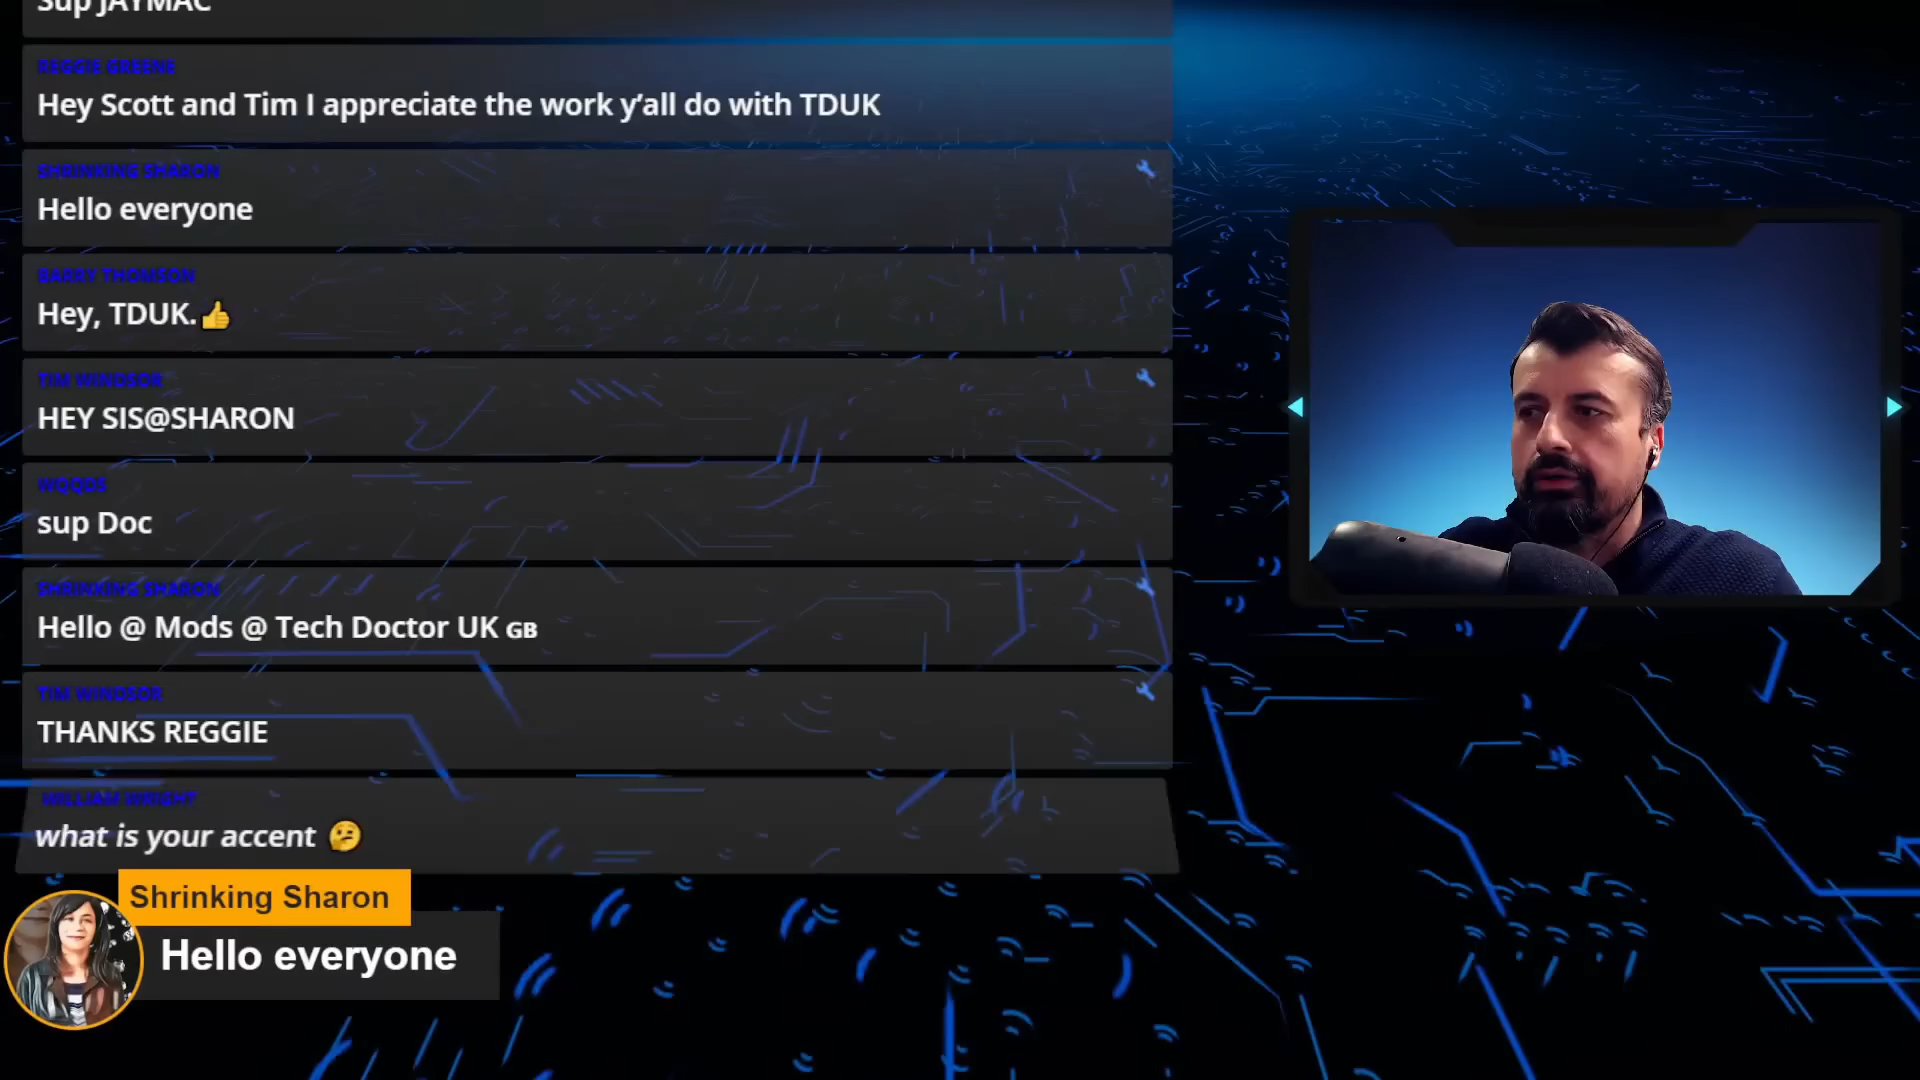 Sup JAYMAC
REGGIE GREENE
Hey Scott and Tim I appreciate the work y’all do with TDUK
SHRINKING SHARON
Hello everyone
BARRY THOMSON
Hey, TDUK.👍
TIM WINDSOR
HEY SIS@SHARON
WOODS
sup Doc
SHRINKING SHARON
Hello @ Mods @ Tech Doctor UK GB
TIM WINDSOR
THANKS REGGIE
WILLIAM WRIGHT
what is your accent 🤔
Shrinking Sharon
Hello everyone